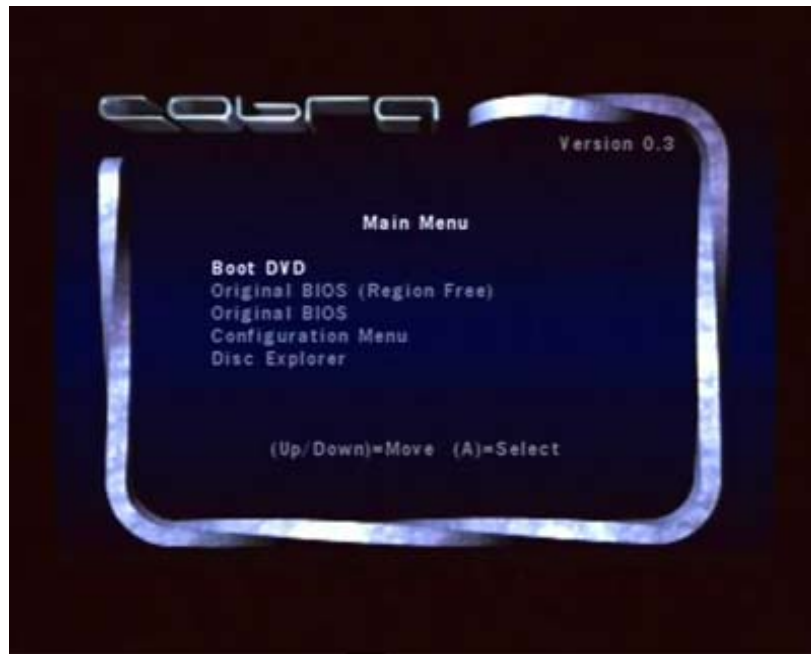 cobra
Version 0.3
Main Menu
Boot DVD
Original BIOS (Region Free)
Original BIOS
Configuration Menu
Disc Explorer
(Up/Down)=Move (A)=Select